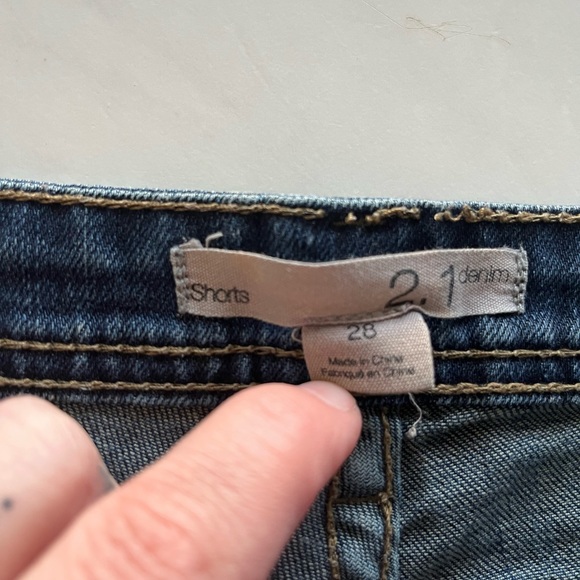 Shorts 2.1 denim
28
Made in China
Fabriqué en Chine